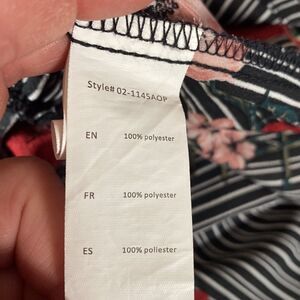 Style# 02-1145AOP
EN 100% polyester
FR 100% polyester
ES 100% poliester